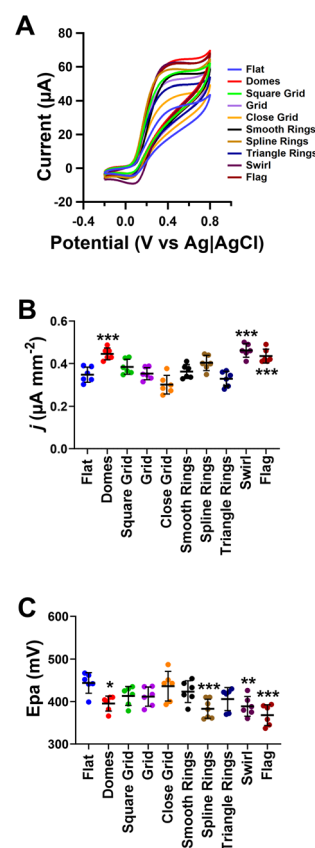 A
80
60
40
20
0
-20
Current (µA)
-0.4
0.0
0.4
0.8
1.2
Potential (V vs Ag|AgCl)
Flat
Domes
Square Grid
Grid
Close Grid
Smooth Rings
Spline Rings
Triangle Rings
Swirl
Flag
B
0.6
0.4
0.2
0.0
j (µA mm⁻²)
***
***
***
Flat
Domes
Square Grid
Grid
Close Grid
Smooth Rings
Spline Rings
Triangle Rings
Swirl
Flag
C
600
500
400
300
Epa (mV)
*
***
**
***
Flat
Domes
Square Grid
Grid
Close Grid
Smooth Rings
Spline Rings
Triangle Rings
Swirl
Flag